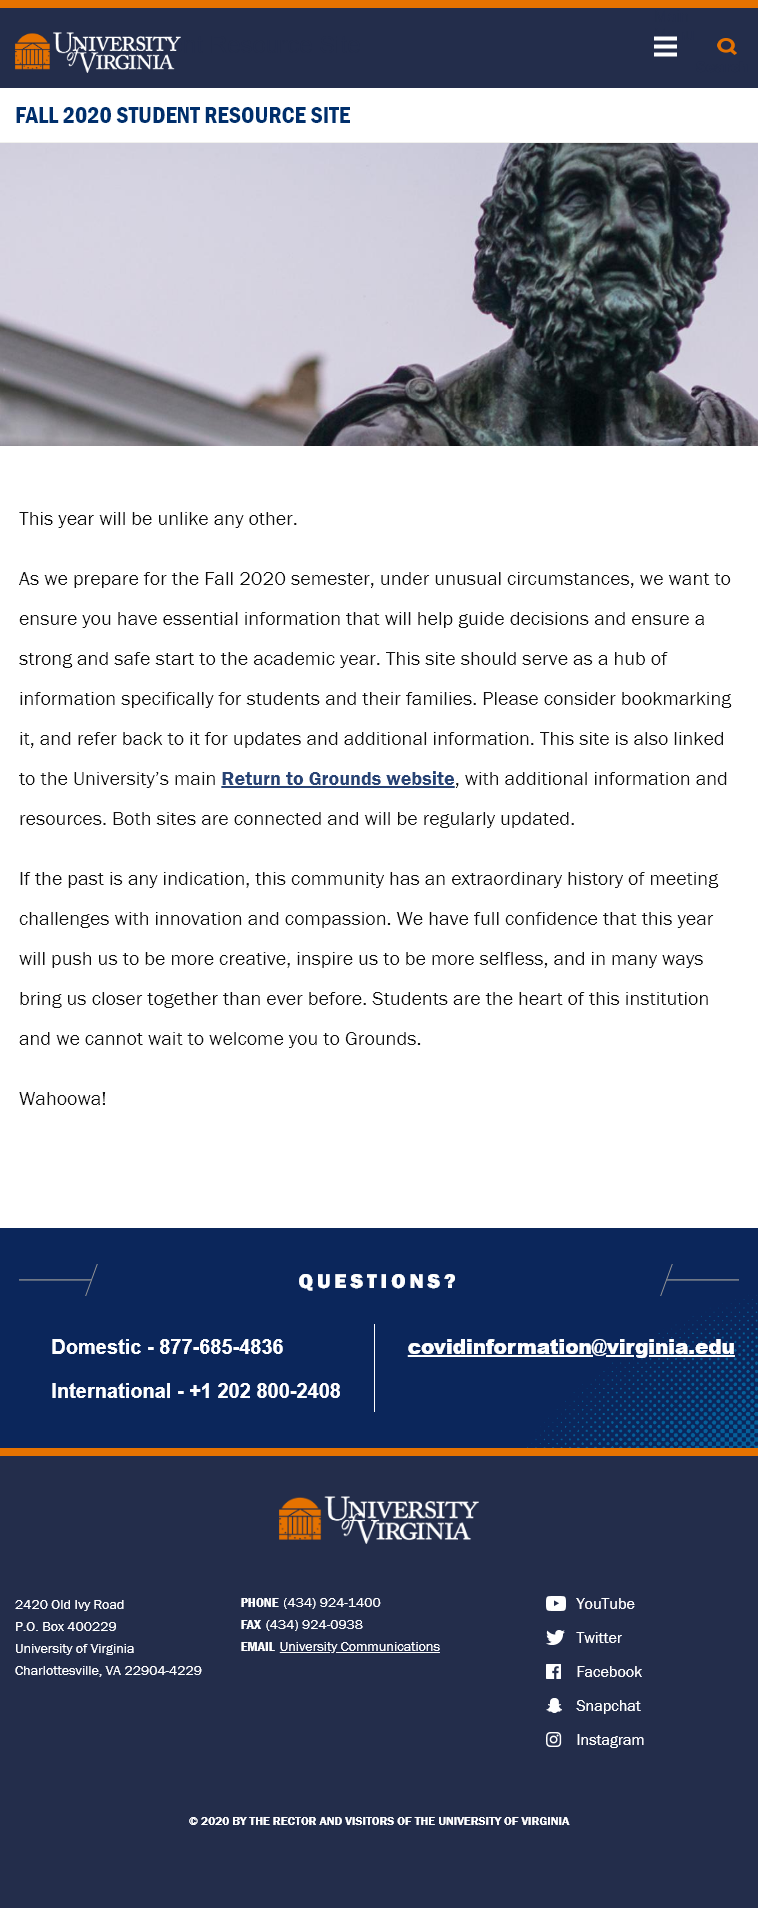 UNIVERSITY
of VIRGINIA
FALL 2020 STUDENT RESOURCE SITE
This year will be unlike any other.
As we prepare for the Fall 2020 semester, under unusual circumstances, we want to
ensure you have essential information that will help guide decisions and ensure a
strong and safe start to the academic year. This site should serve as a hub of
information specifically for students and their families. Please consider bookmarking
it, and refer back to it for updates and additional information. This site is also linked
to the University’s main Return to Grounds website, with additional information and
resources. Both sites are connected and will be regularly updated.
If the past is any indication, this community has an extraordinary history of meeting
challenges with innovation and compassion. We have full confidence that this year
will push us to be more creative, inspire us to be more selfless, and in many ways
bring us closer together than ever before. Students are the heart of this institution
and we cannot wait to welcome you to Grounds.
Wahoowa!
QUESTIONS?
Domestic - 877-685-4836
International - +1 202 800-2408
covidinformation@virginia.edu
UNIVERSITY
of VIRGINIA
2420 Old Ivy Road
P.O. Box 400229
University of Virginia
Charlottesville, VA 22904-4229
PHONE (434) 924-1400
FAX (434) 924-0938
EMAIL University Communications
YouTube
Twitter
Facebook
Snapchat
Instagram
© 2020 BY THE RECTOR AND VISITORS OF THE UNIVERSITY OF VIRGINIA